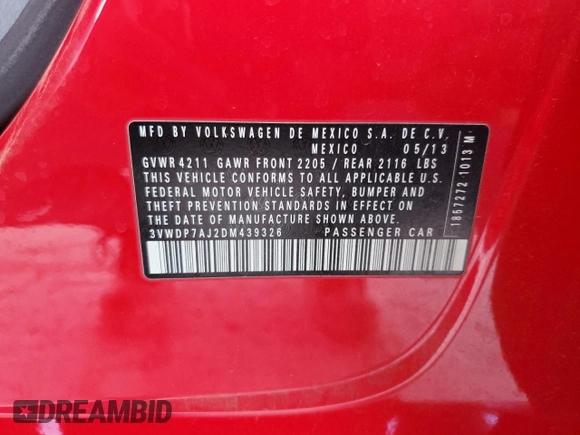 MFD BY VOLKSWAGEN DE MEXICO S.A. DE C.V.
MEXICO 05/13
GVWR 4211 GAWR FRONT 2205 / REAR 2116 LBS
THIS VEHICLE CONFORMS TO ALL APPLICABLE U.S.
FEDERAL MOTOR VEHICLE SAFETY, BUMPER AND
THEFT PREVENTION STANDARDS IN EFFECT ON
THE DATE OF MANUFACTURE SHOWN ABOVE.
3VWDP7AJ2DM439326 PASSENGER CAR
1857272 1013 M
DREAMBID